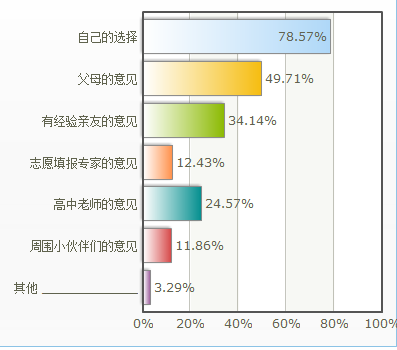 自己的选择 78.57%
父母的意见 49.71%
有经验亲友的意见 34.14%
志愿填报专家的意见 12.43%
高中老师的意见 24.57%
周围小伙伴们的意见 11.86%
其他 ________________ 3.29%
0% 20% 40% 60% 80% 100%